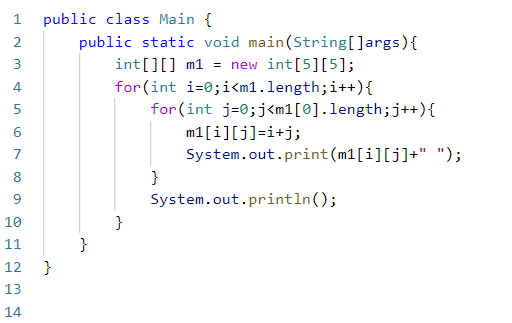 1 public class Main {
2     public static void main(String[]args){
3         int[][] m1 = new int[5][5];
4         for(int i=0;i<m1.length;i++){
5             for(int j=0;j<m1[0].length;j++){
6                 m1[i][j]=i+j;
7                 System.out.print(m1[i][j]+" ");
8             }
9             System.out.println();
10         }
11     }
12 }
13
14